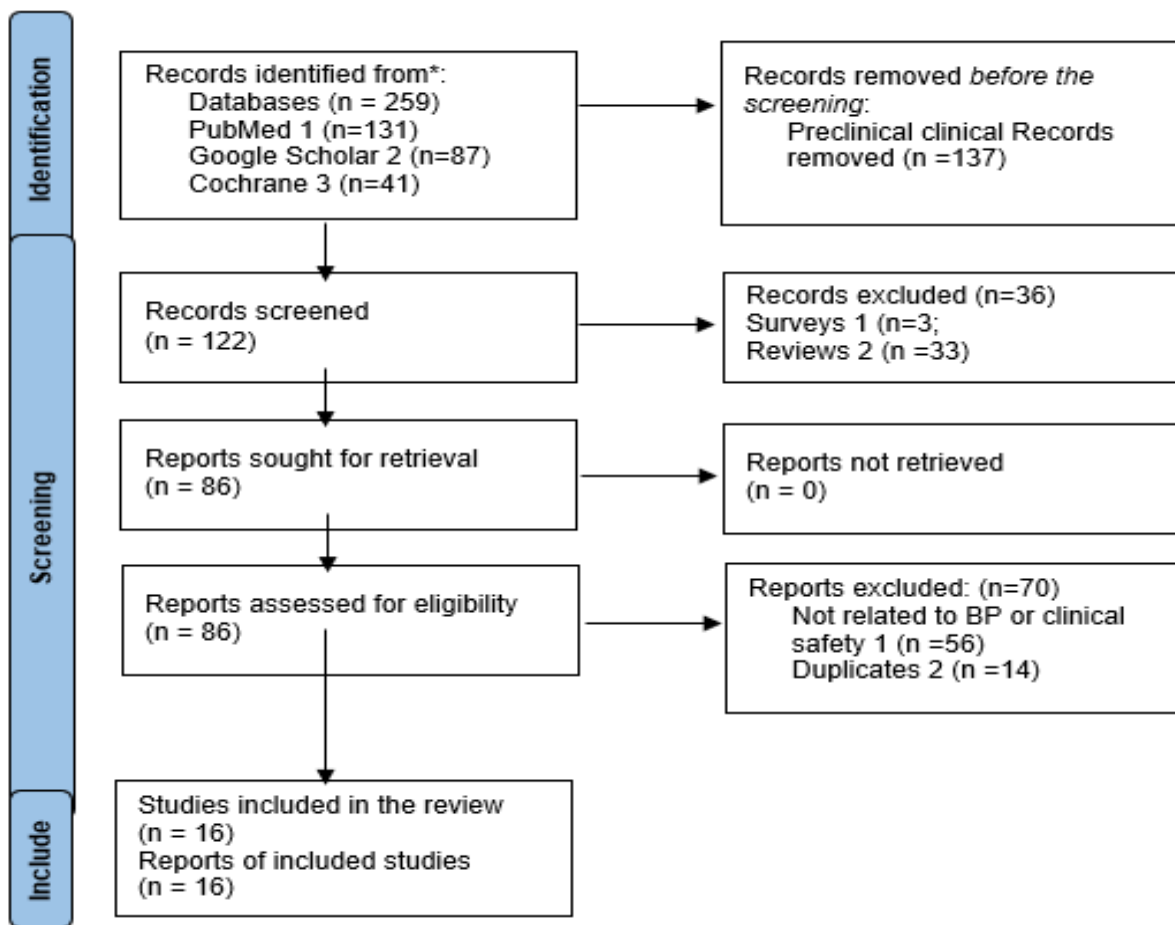 Identification
Records identified from*:
Databases (n = 259)
PubMed 1 (n=131)
Google Scholar 2 (n=87)
Cochrane 3 (n=41)
Records removed before the
screening:
Preclinical clinical Records
removed (n =137)
Screening
Records screened
(n = 122)
Records excluded (n=36)
Surveys 1 (n=3;
Reviews 2 (n =33)
Reports sought for retrieval
(n = 86)
Reports not retrieved
(n = 0)
Reports assessed for eligibility
(n = 86)
Reports excluded: (n=70)
Not related to BP or clinical
safety 1 (n =56)
Duplicates 2 (n =14)
Include
Studies included in the review
(n = 16)
Reports of included studies
(n = 16)